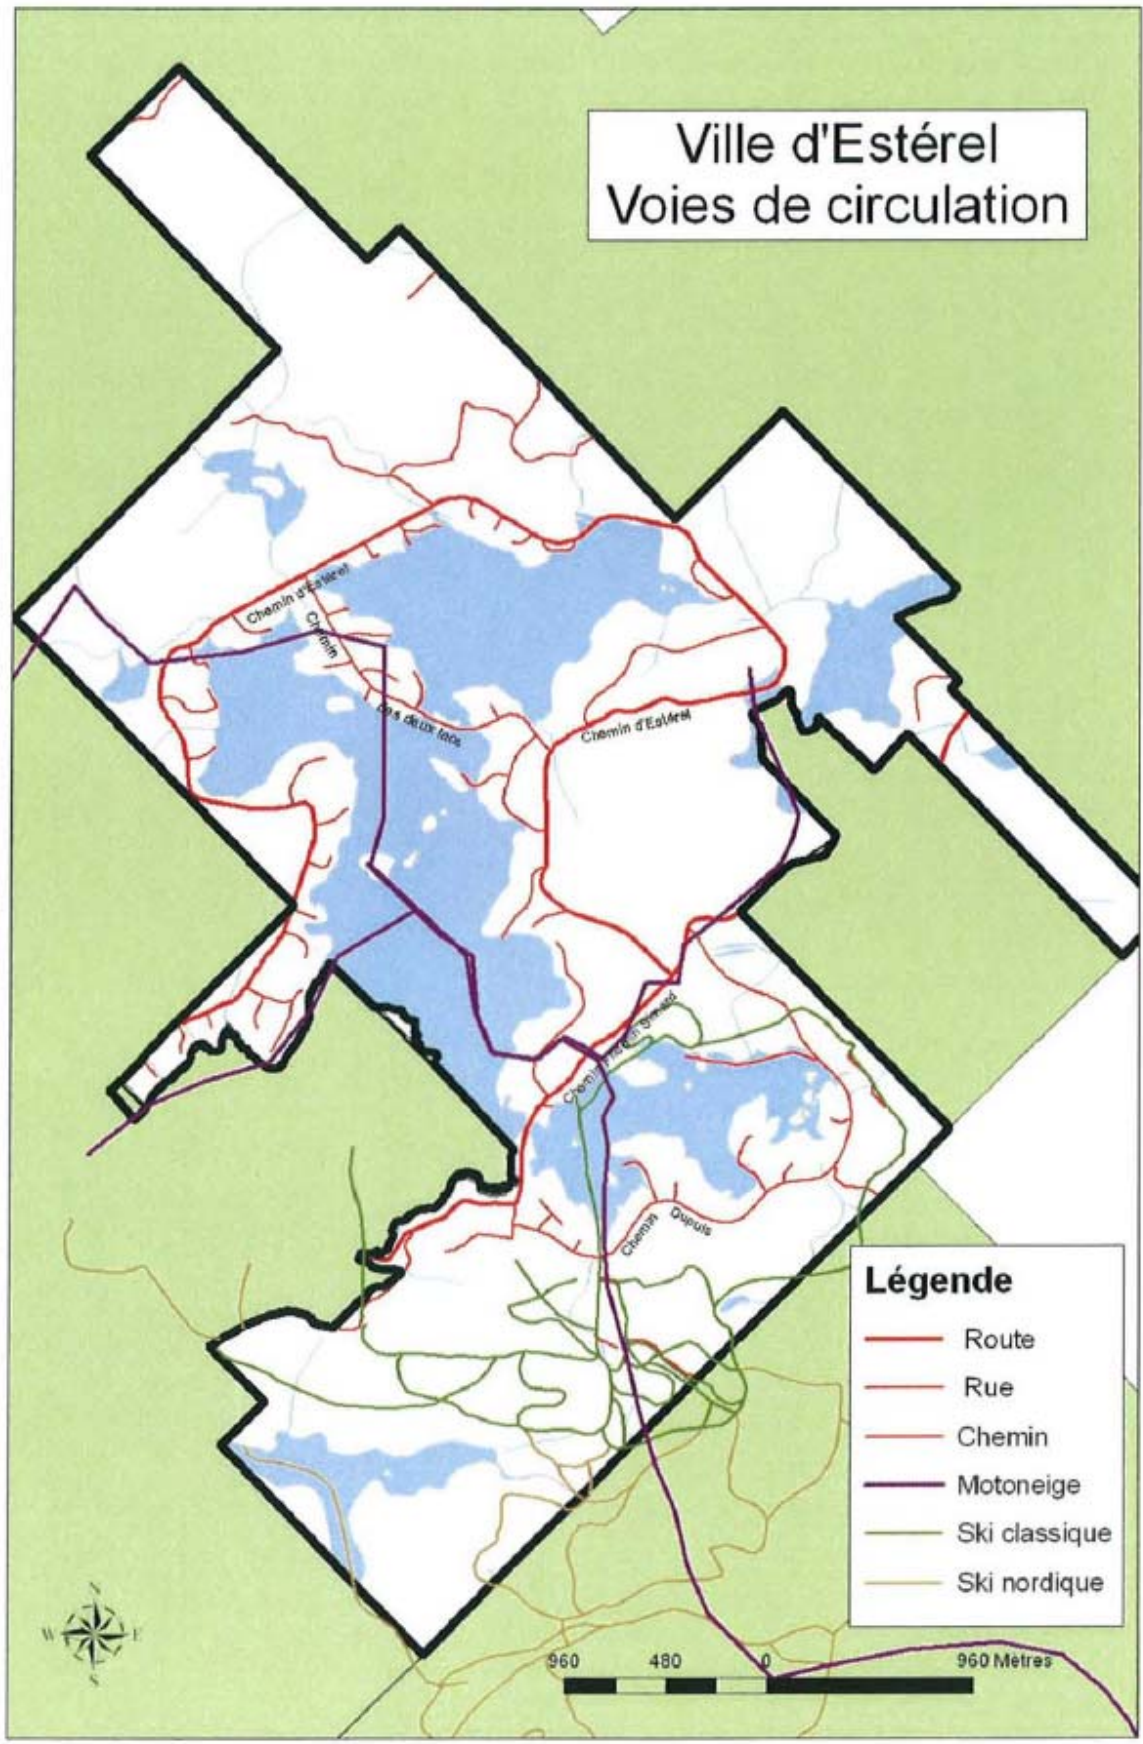 Ville d'Estérel
Voies de circulation
Chemin d'Estérel
Chemin
Des deux lacs
Chemin d'Estérel
Chemin
Chemin
Dupuis
Légende
Route
Rue
Chemin
Motoneige
Ski classique
Ski nordique
N
W
E
S
960 480 0 960 Mètres